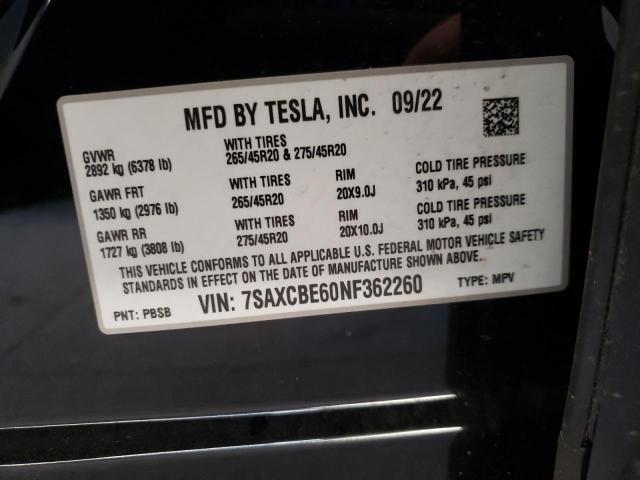 MFD BY TESLA, INC. 09/22
GVWR
2892 kg (6378 lb)
WITH TIRES
265/45R20 & 275/45R20
GAWR FRT
1350 kg (2976 lb)
WITH TIRES
265/45R20
RIM
20X9.0J
COLD TIRE PRESSURE
310 kPa, 45 psi
GAWR RR
1727 kg (3808 lb)
WITH TIRES
275/45R20
RIM
20X10.0J
COLD TIRE PRESSURE
310 kPa, 45 psi
THIS VEHICLE CONFORMS TO ALL APPLICABLE U.S. FEDERAL MOTOR VEHICLE SAFETY
STANDARDS IN EFFECT ON THE DATE OF MANUFACTURE SHOWN ABOVE.
PNT: PBSB VIN: 7SAXCBE60NF362260 TYPE: MPV